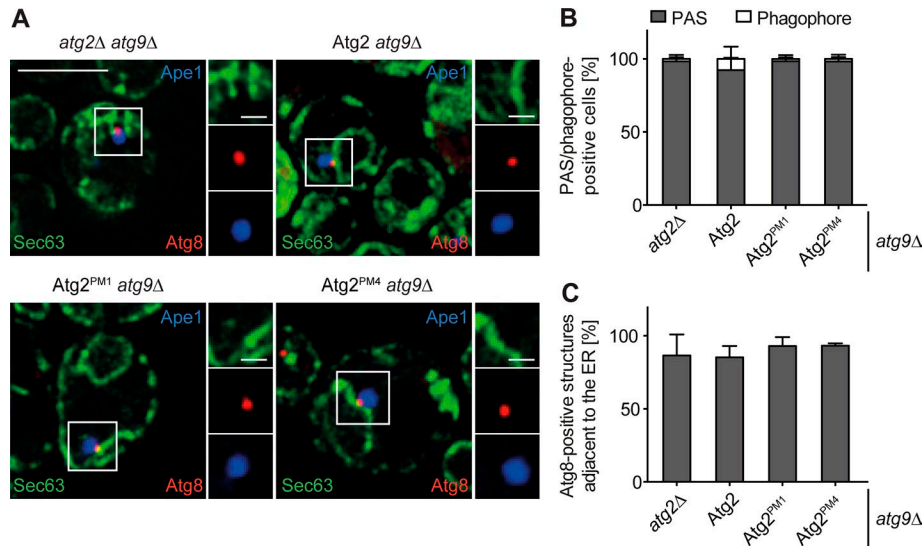 A
atg2Δ atg9Δ
Atg2 atg9Δ
Ape1
Sec63
Atg8
Ape1
Sec63
Atg8
Atg2PM1 atg9Δ
Atg2PM4 atg9Δ
Ape1
Sec63
Atg8
Ape1
Sec63
Atg8
B
PAS
Phagophore
PAS/phagophore-
positive cells [%]
100
50
0
atg2Δ
Atg2
Atg2PM1
Atg2PM4
atg9Δ
C
Atg8-positive structures
adjacent to the ER [%]
100
50
0
atg2Δ
Atg2
Atg2PM1
Atg2PM4
atg9Δ